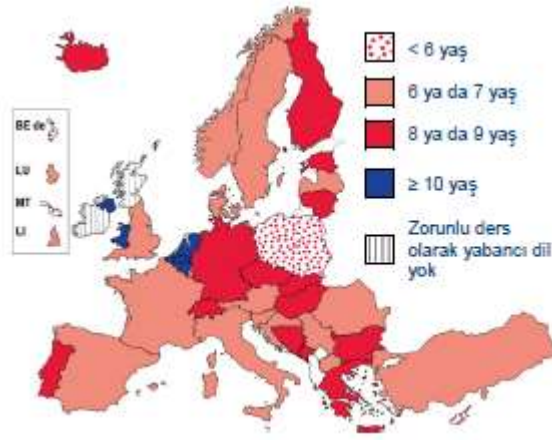 < 6 yaş
6 ya da 7 yaş
8 ya da 9 yaş
≥ 10 yaş
Zorunlu ders
olarak yabancı dil
yok
BE de
LU
MT
LI